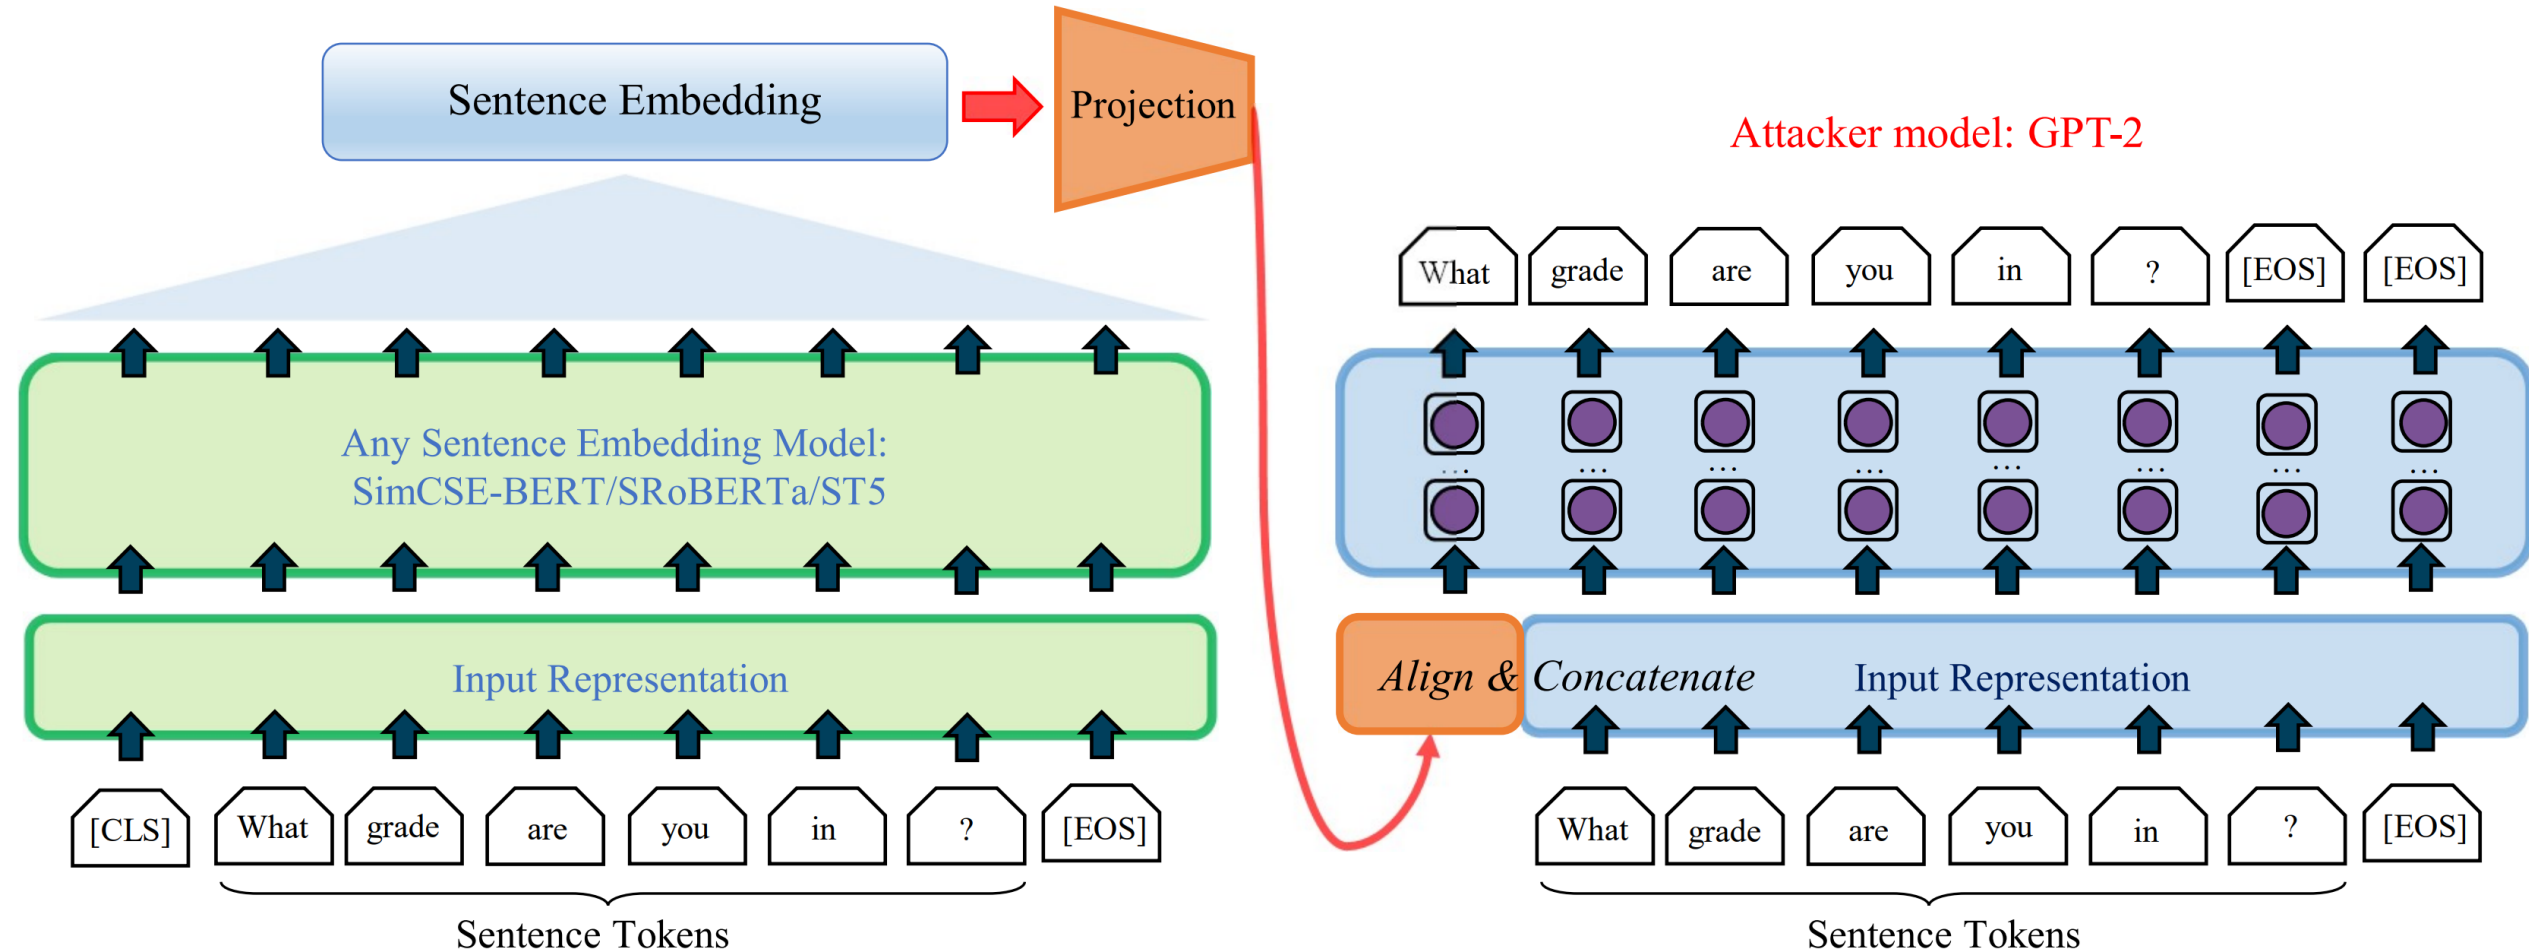 Sentence Embedding
Projection
Any Sentence Embedding Model:
SimCSE-BERT/SRoBERTa/ST5
Input Representation
[CLS] What grade are you in ? [EOS]
Sentence Tokens
Attacker model: GPT-2
What grade are you in ? [EOS] [EOS]
... ... ... ... ... ... ... ...
Align & Concatenate Input Representation
What grade are you in ? [EOS]
Sentence Tokens